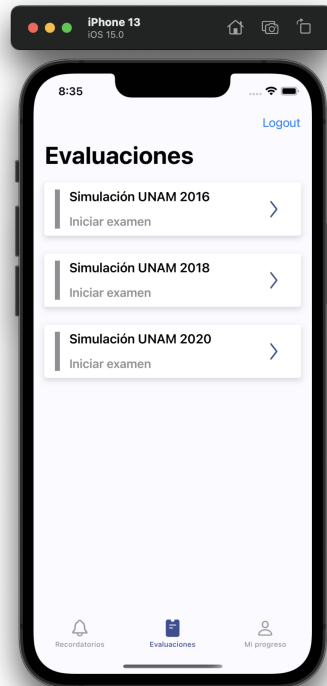 iPhone 13
iOS 15.0
8:35
Logout
Evaluaciones
Simulación UNAM 2016
Iniciar examen
Simulación UNAM 2018
Iniciar examen
Simulación UNAM 2020
Iniciar examen
Recordatorios
Evaluaciones
Mi progreso